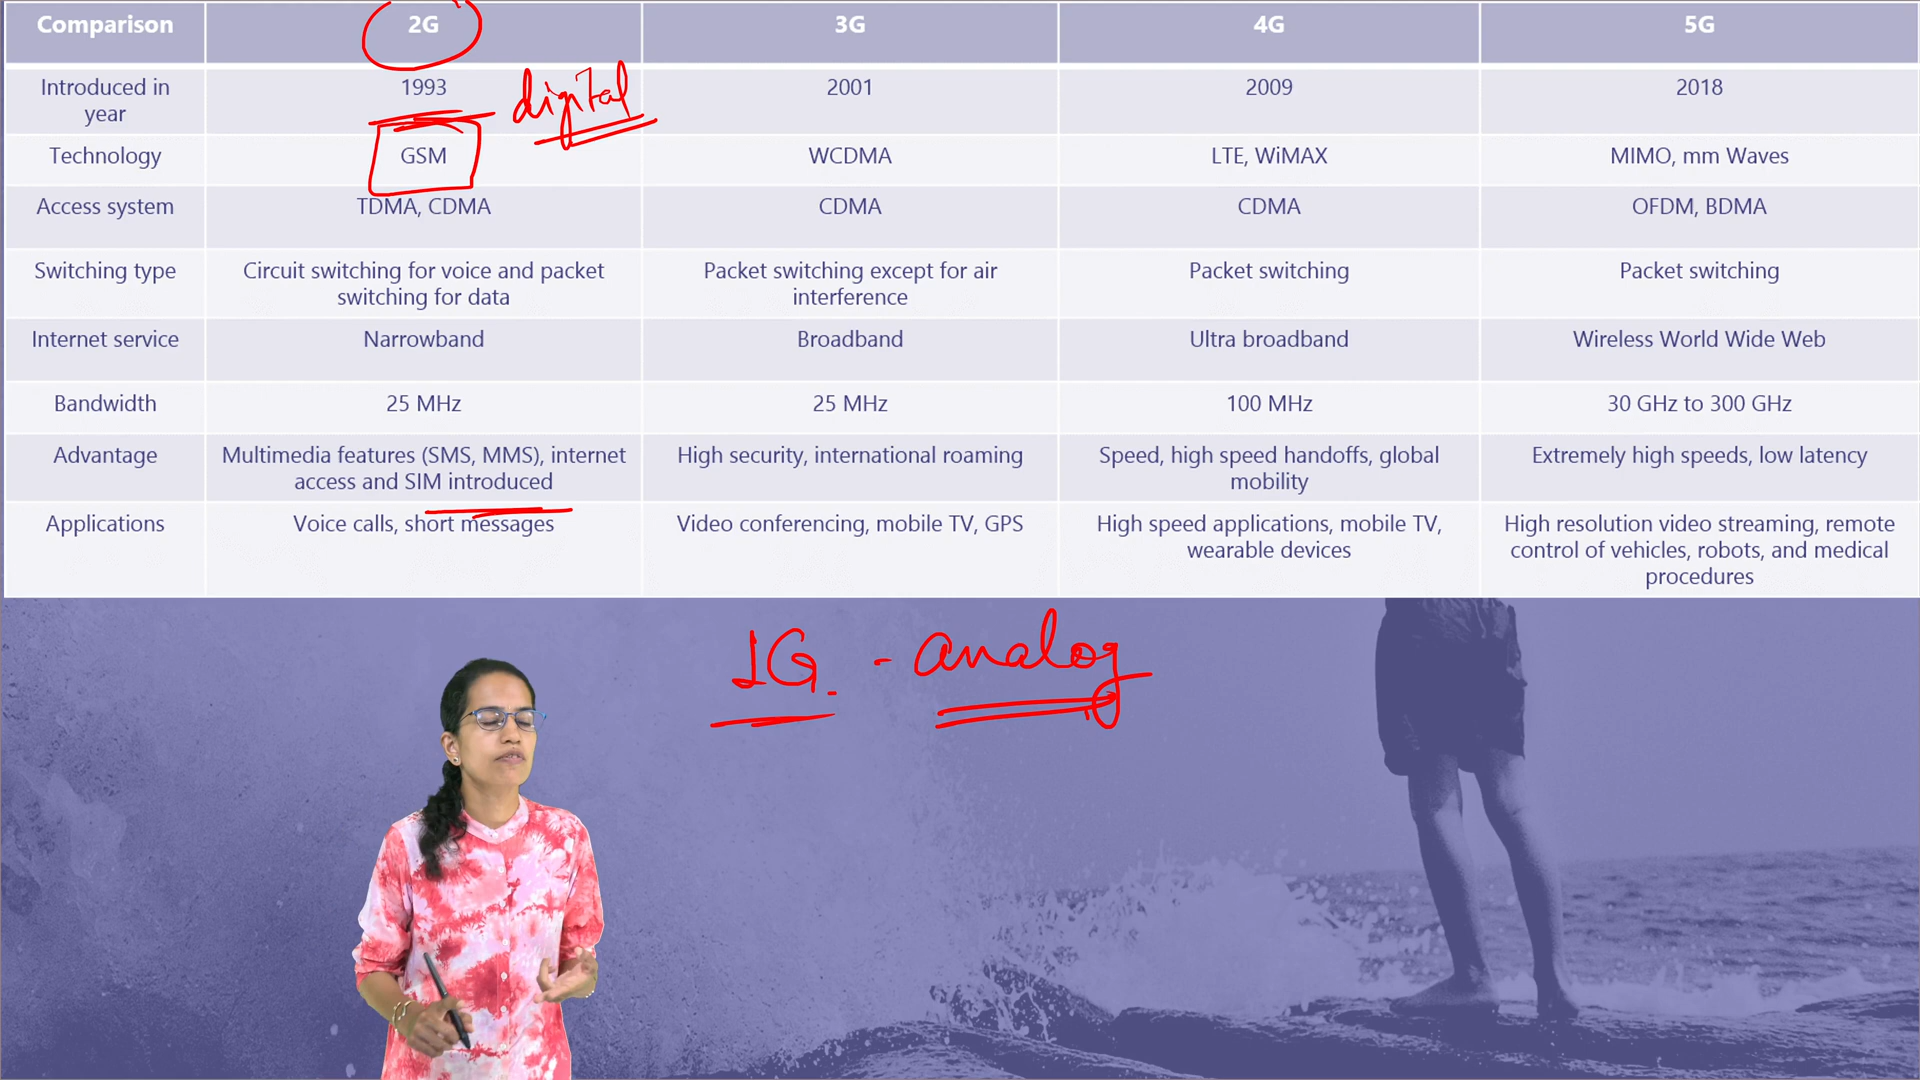 Comparison 2G 3G 4G 5G
Introduced in year 1993 2001 2009 2018
digital
Technology GSM WCDMA LTE, WiMAX MIMO, mm Waves
Access system TDMA, CDMA CDMA CDMA OFDM, BDMA
Switching type Circuit switching for voice and packet switching for data Packet switching except for air interference Packet switching Packet switching
Internet service Narrowband Broadband Ultra broadband Wireless World Wide Web
Bandwidth 25 MHz 25 MHz 100 MHz 30 GHz to 300 GHz
Advantage Multimedia features (SMS, MMS), internet access and SIM introduced High security, international roaming Speed, high speed handoffs, global mobility Extremely high speeds, low latency
Applications Voice calls, short messages Video conferencing, mobile TV, GPS High speed applications, mobile TV, wearable devices High resolution video streaming, remote control of vehicles, robots, and medical procedures
1G. - analog